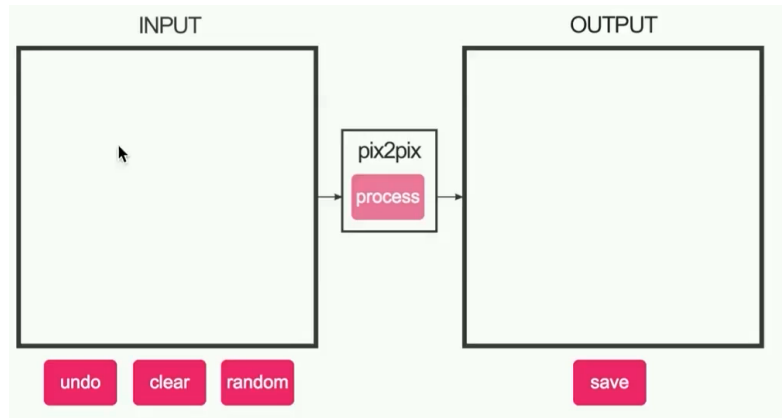 INPUT
OUTPUT
pix2pix
process
undo
clear
random
save